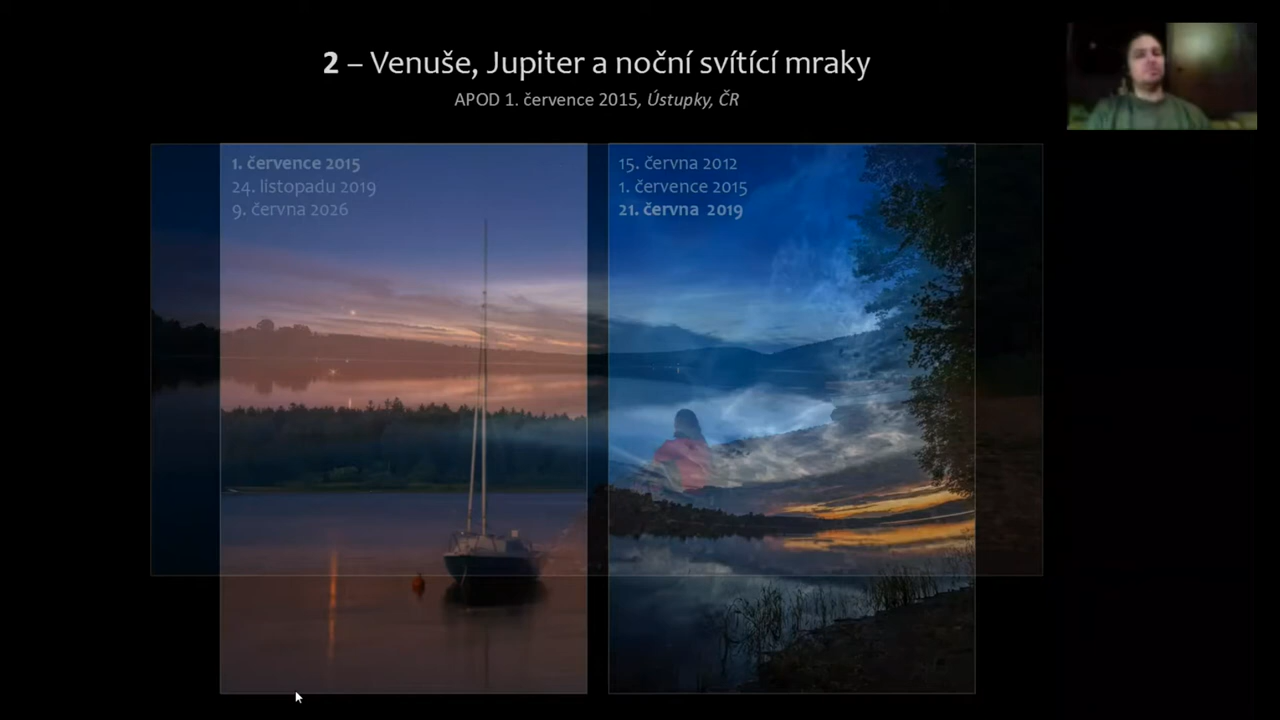 2 – Venuše, Jupiter a noční svítící mraky
APOD 1. července 2015, Ústupky, ČR
1. července 2015
24. listopadu 2019
9. června 2026
15. června 2012
1. července 2015
21. června 2019